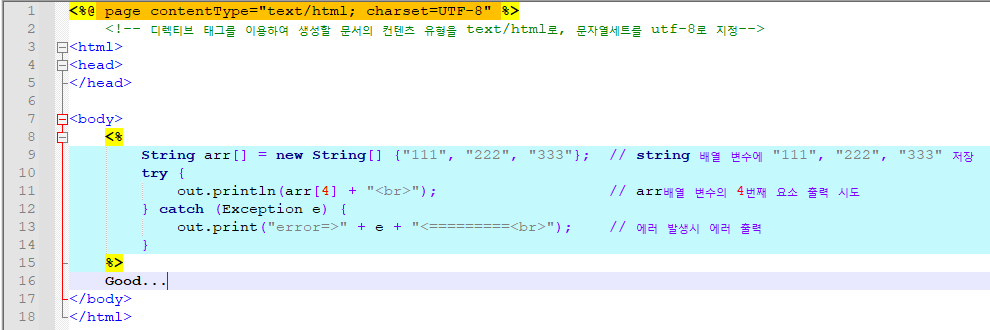 1 <%@ page contentType="text/html; charset=UTF-8" %>
2 <!-- 디렉티브 태그를 이용하여 생성할 문서의 컨텐츠 유형을 text/html로, 문자열세트를 utf-8로 지정-->
3 <html>
4 <head>
5 </head>
6
7 <body>
8 <%
9 String arr[] = new String[] {"111", "222", "333"}; // string 배열 변수에 "111", "222", "333" 저장
10 try {
11 out.println(arr[4] + "<br>"); // arr배열 변수의 4번째 요소 출력 시도
12 } catch (Exception e) {
13 out.print("error=>" + e + "<=========<br>"); // 에러 발생시 에러 출력
14 }
15 %>
16 Good...
17 </body>
18 </html>